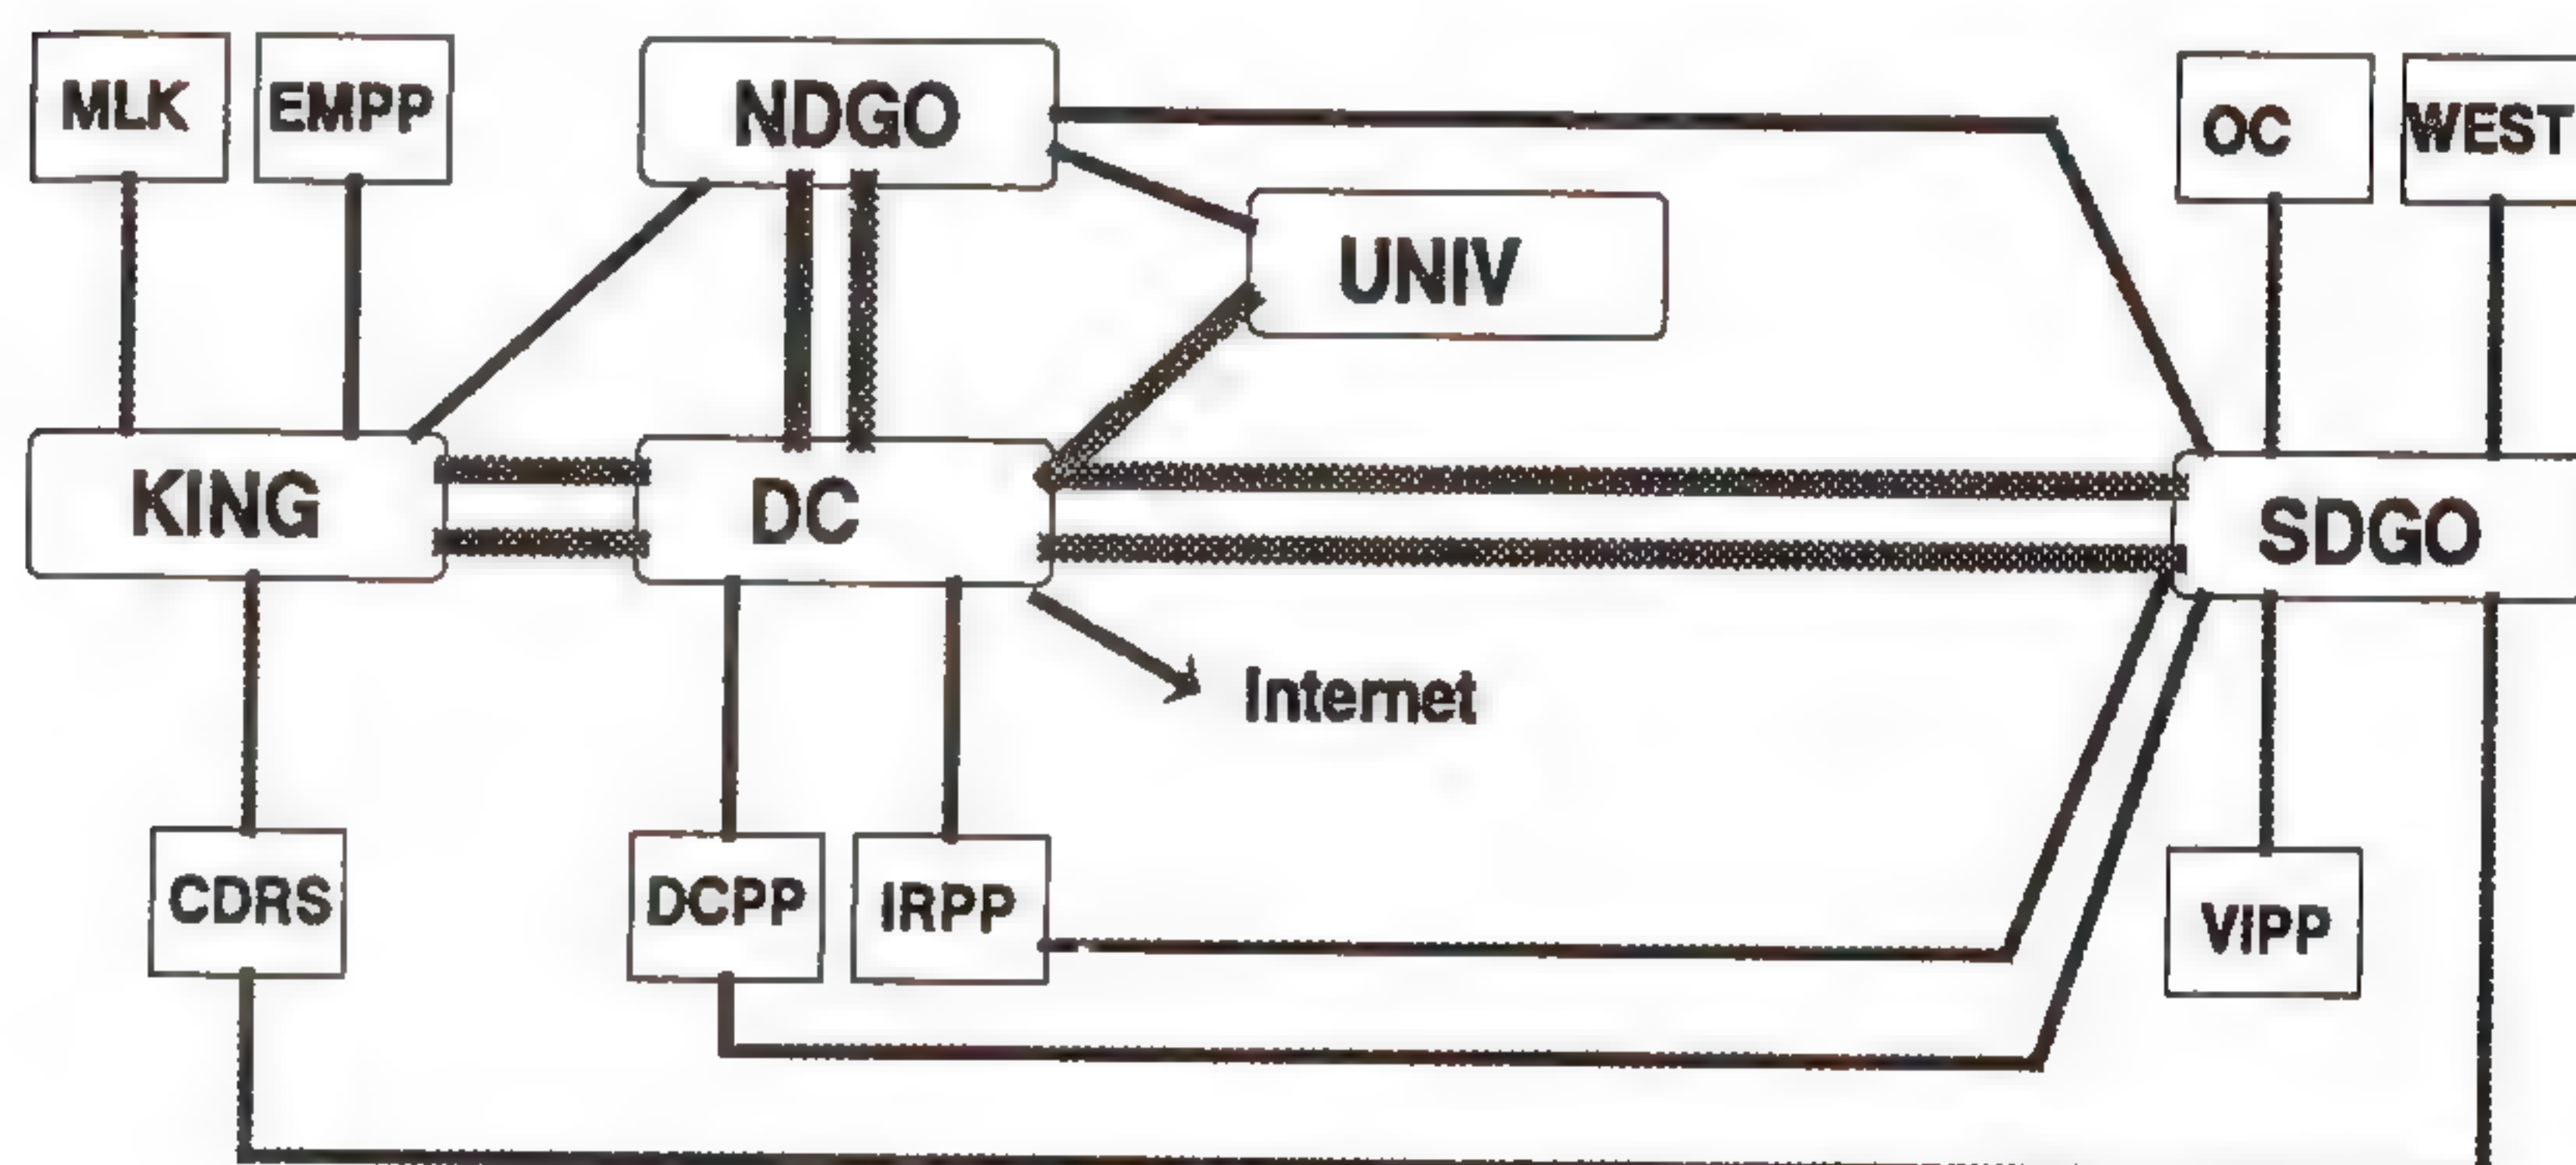 MLK
EMPP
NDGO
OC
WEST
UNIV
KING
DC
SDGO
Internet
CDRS
DCPP
IRPP
VIPP